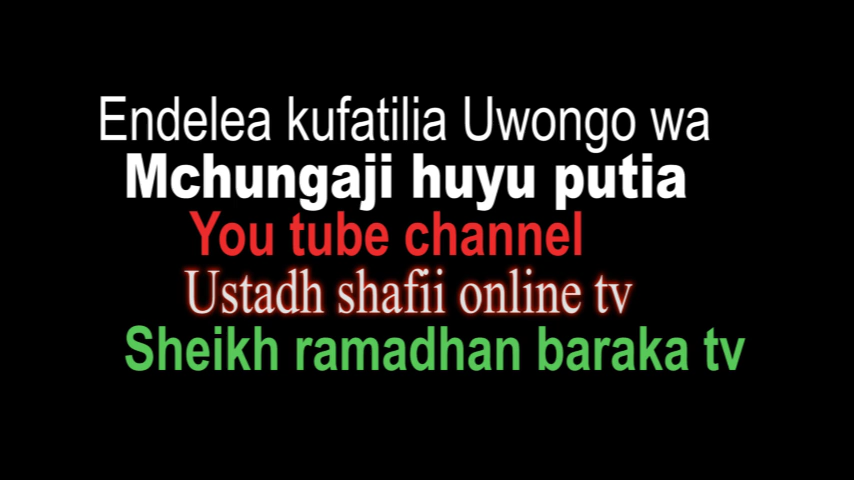 Endelea kufatilia Uwongo wa
Mchungaji huyu putia
You tube channel
Ustadh shafii online tv
Sheikh ramadhan baraka tv